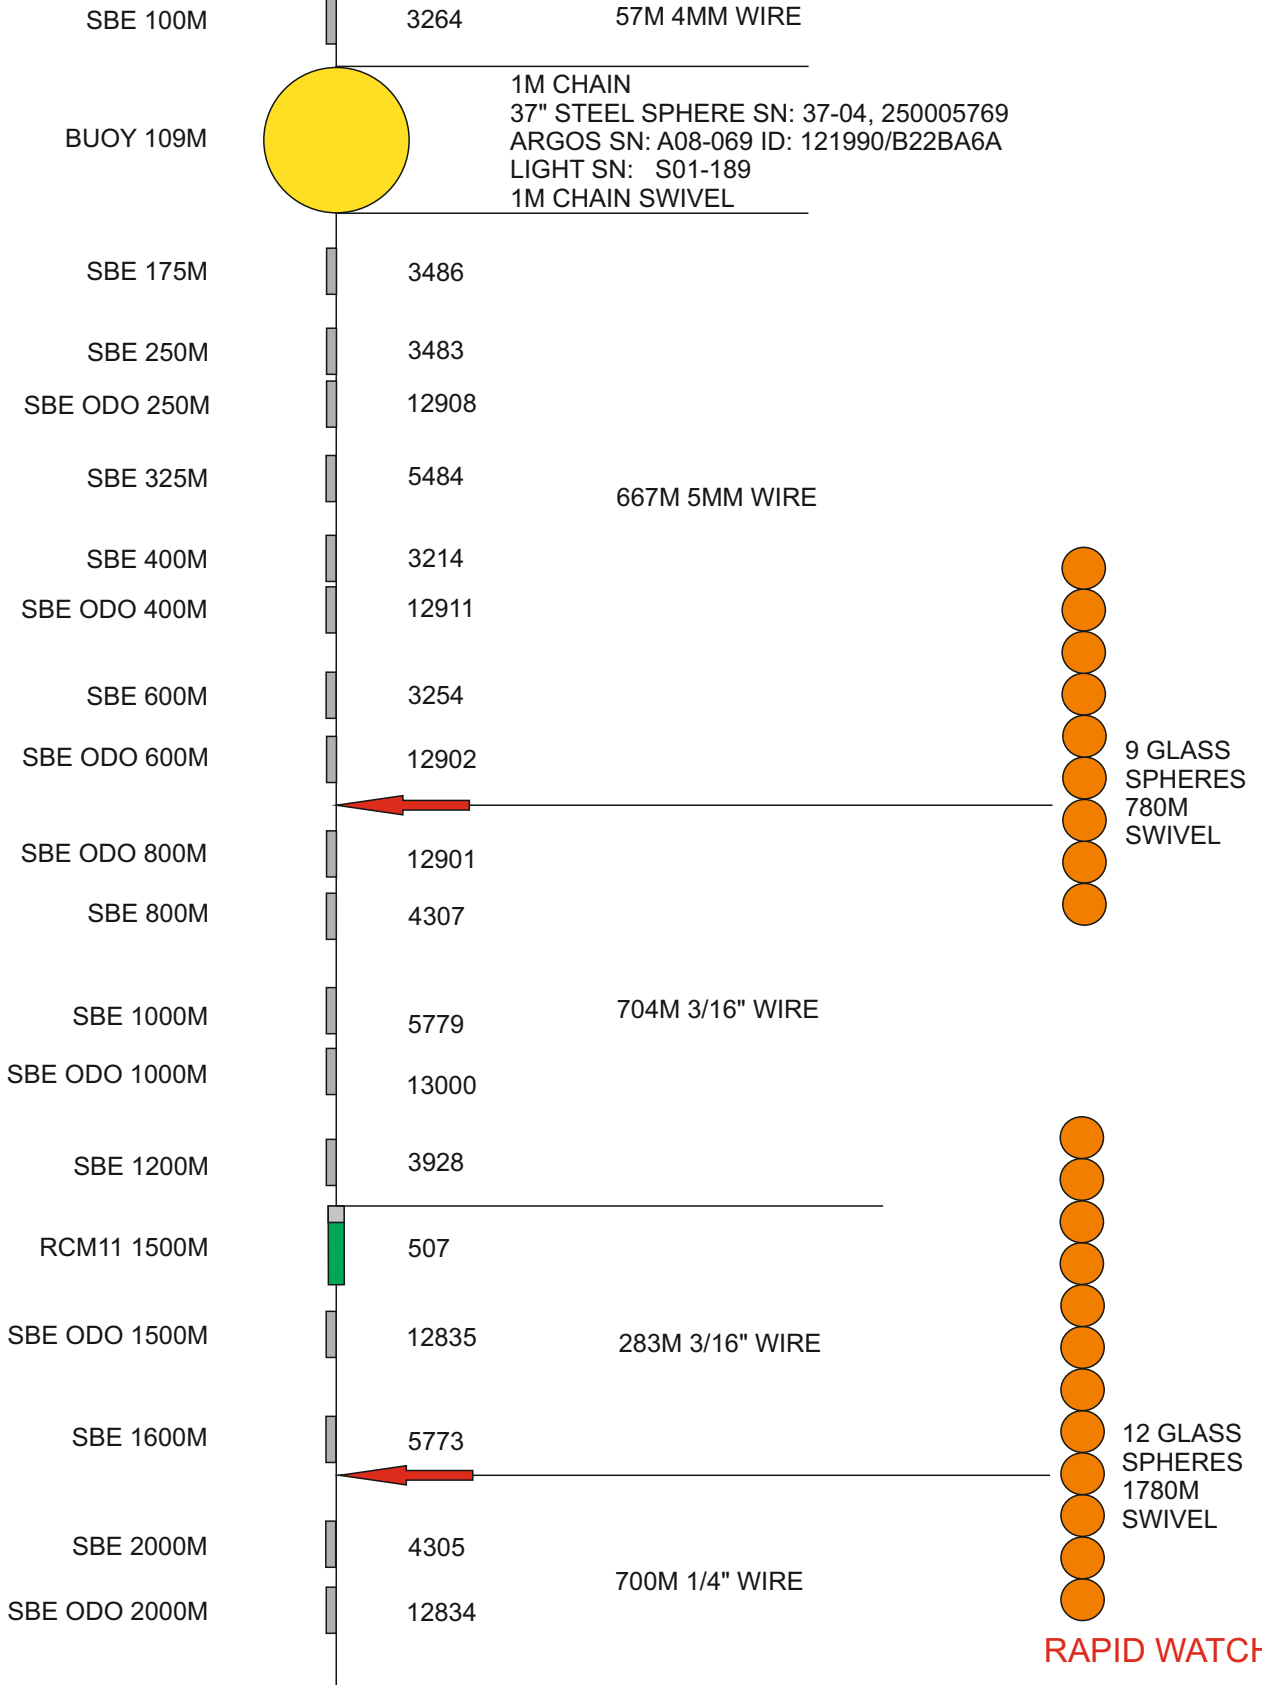 SBE 100M 3264 57M 4MM WIRE
1M CHAIN
37" STEEL SPHERE SN: 37-04, 250005769
BUOY 109M ARGOS SN: A08-069 ID: 121990/B22BA6A
LIGHT SN: S01-189
1M CHAIN SWIVEL
SBE 175M 3486
SBE 250M 3483
SBE ODO 250M 12908
SBE 325M 5484
667M 5MM WIRE
SBE 400M 3214
SBE ODO 400M 12911
SBE 600M 3254
SBE ODO 600M 12902
9 GLASS
SPHERES
780M
SWIVEL
SBE ODO 800M 12901
SBE 800M 4307
SBE 1000M 5779 704M 3/16" WIRE
SBE ODO 1000M 13000
SBE 1200M 3928
RCM11 1500M 507
SBE ODO 1500M 12835 283M 3/16" WIRE
SBE 1600M 5773
12 GLASS
SPHERES
1780M
SWIVEL
SBE 2000M 4305
700M 1/4" WIRE
SBE ODO 2000M 12834
RAPID WATCH